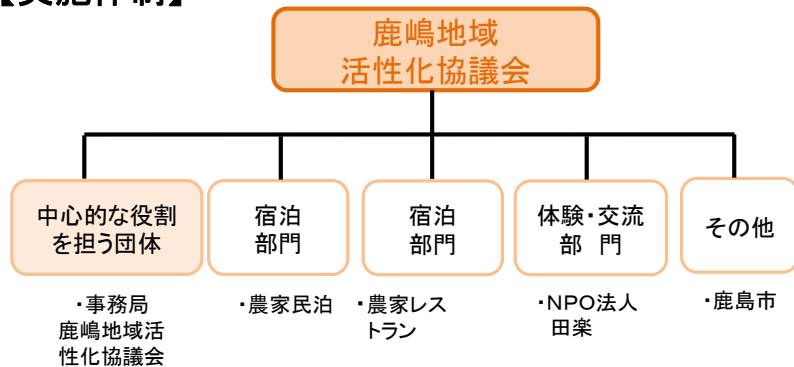 【実施体制】
鹿嶋地域
活性化協議会
中心的な役割
を担う団体
宿泊
部門
宿泊
部門
体験・交流
部　門
その他
・事務局
鹿嶋地域活
性化協議会
・農家民泊
・農家レス
トラン
・NPO法人
田楽
・鹿島市